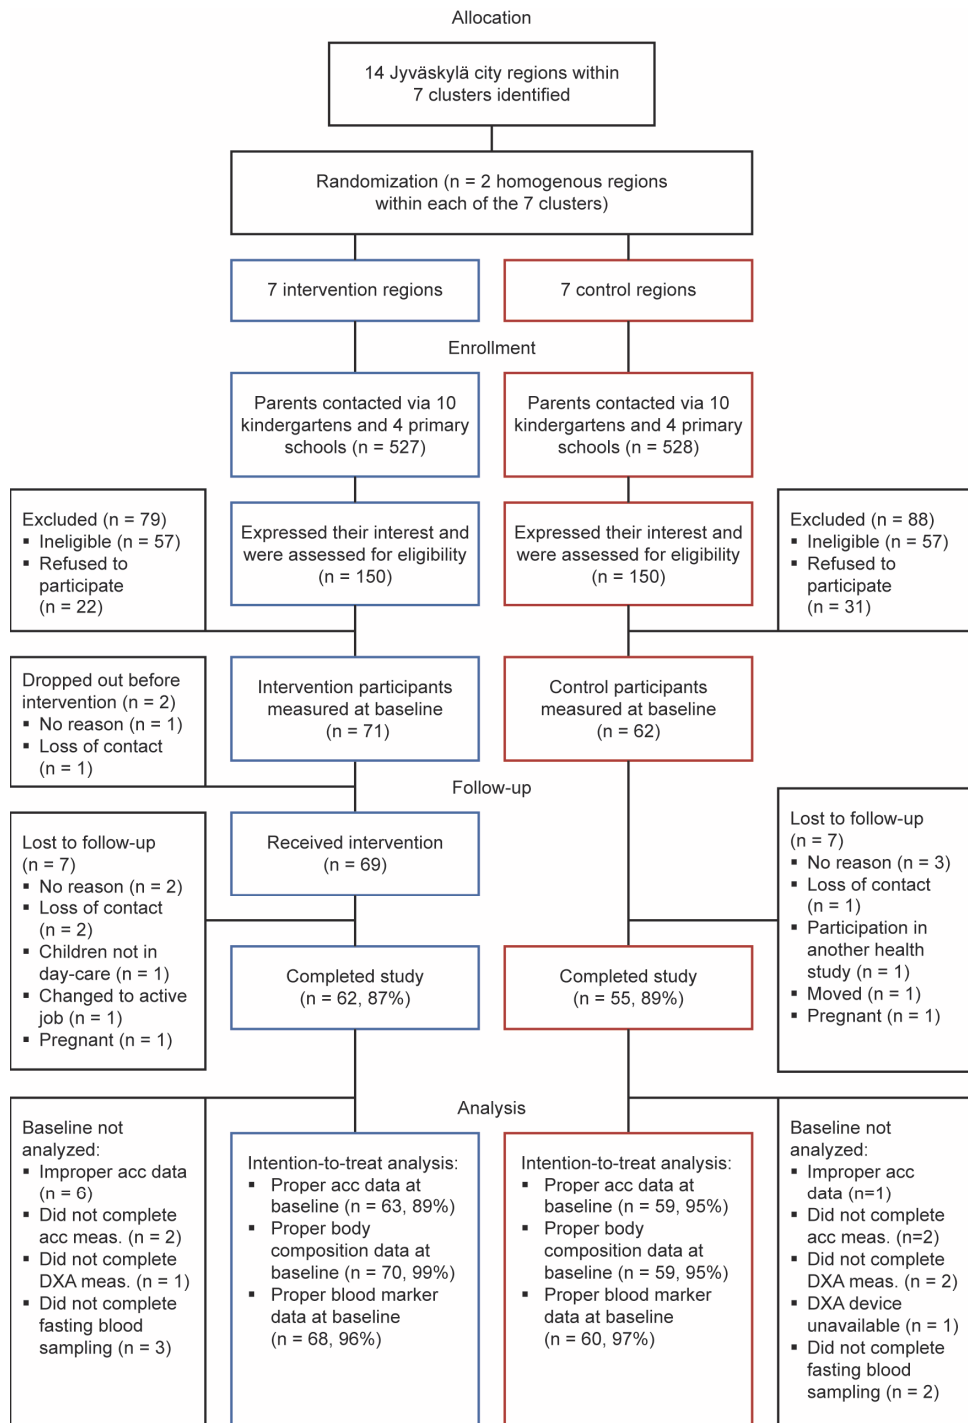 Allocation
14 Jyväskylä city regions within
7 clusters identified
Randomization (n = 2 homogenous regions
within each of the 7 clusters)
7 intervention regions
7 control regions
Enrollment
Parents contacted via 10
kindergartens and 4 primary
schools (n = 527)
Parents contacted via 10
kindergartens and 4 primary
schools (n = 528)
Excluded (n = 79)
▪ Ineligible (n = 57)
▪ Refused to
participate
(n = 22)
Expressed their interest and
were assessed for eligibility
(n = 150)
Expressed their interest and
were assessed for eligibility
(n = 150)
Excluded (n = 88)
▪ Ineligible (n = 57)
▪ Refused to
participate
(n = 31)
Dropped out before
intervention (n = 2)
▪ No reason (n = 1)
▪ Loss of contact
(n = 1)
Intervention participants
measured at baseline
(n = 71)
Control participants
measured at baseline
(n = 62)
Follow-up
Lost to follow-up
(n = 7)
▪ No reason (n = 2)
▪ Loss of contact
(n = 2)
▪ Children not in
day-care (n = 1)
▪ Changed to active
job (n = 1)
▪ Pregnant (n = 1)
Received intervention
(n = 69)
Lost to follow-up
(n = 7)
▪ No reason (n = 3)
▪ Loss of contact
(n = 1)
▪ Participation in
another health
study (n = 1)
▪ Moved (n = 1)
▪ Pregnant (n = 1)
Completed study
(n = 62, 87%)
Completed study
(n = 55, 89%)
Analysis
Baseline not
analyzed:
▪ Improper acc data
(n = 6)
▪ Did not complete
acc meas. (n = 2)
▪ Did not complete
DXA meas. (n = 1)
▪ Did not complete
fasting blood
sampling (n = 3)
Intention-to-treat analysis:
▪ Proper acc data at
baseline (n = 63, 89%)
▪ Proper body
composition data at
baseline (n = 70, 99%)
▪ Proper blood marker
data at baseline
(n = 68, 96%)
Intention-to-treat analysis:
▪ Proper acc data at
baseline (n = 59, 95%)
▪ Proper body
composition data at
baseline (n = 59, 95%)
▪ Proper blood marker
data at baseline
(n = 60, 97%)
Baseline not
analyzed:
▪ Improper acc
data (n=1)
▪ Did not complete
acc meas. (n=2)
▪ Did not complete
DXA meas. (n = 2)
▪ DXA device
unavailable (n = 1)
▪ Did not complete
fasting blood
sampling (n = 2)